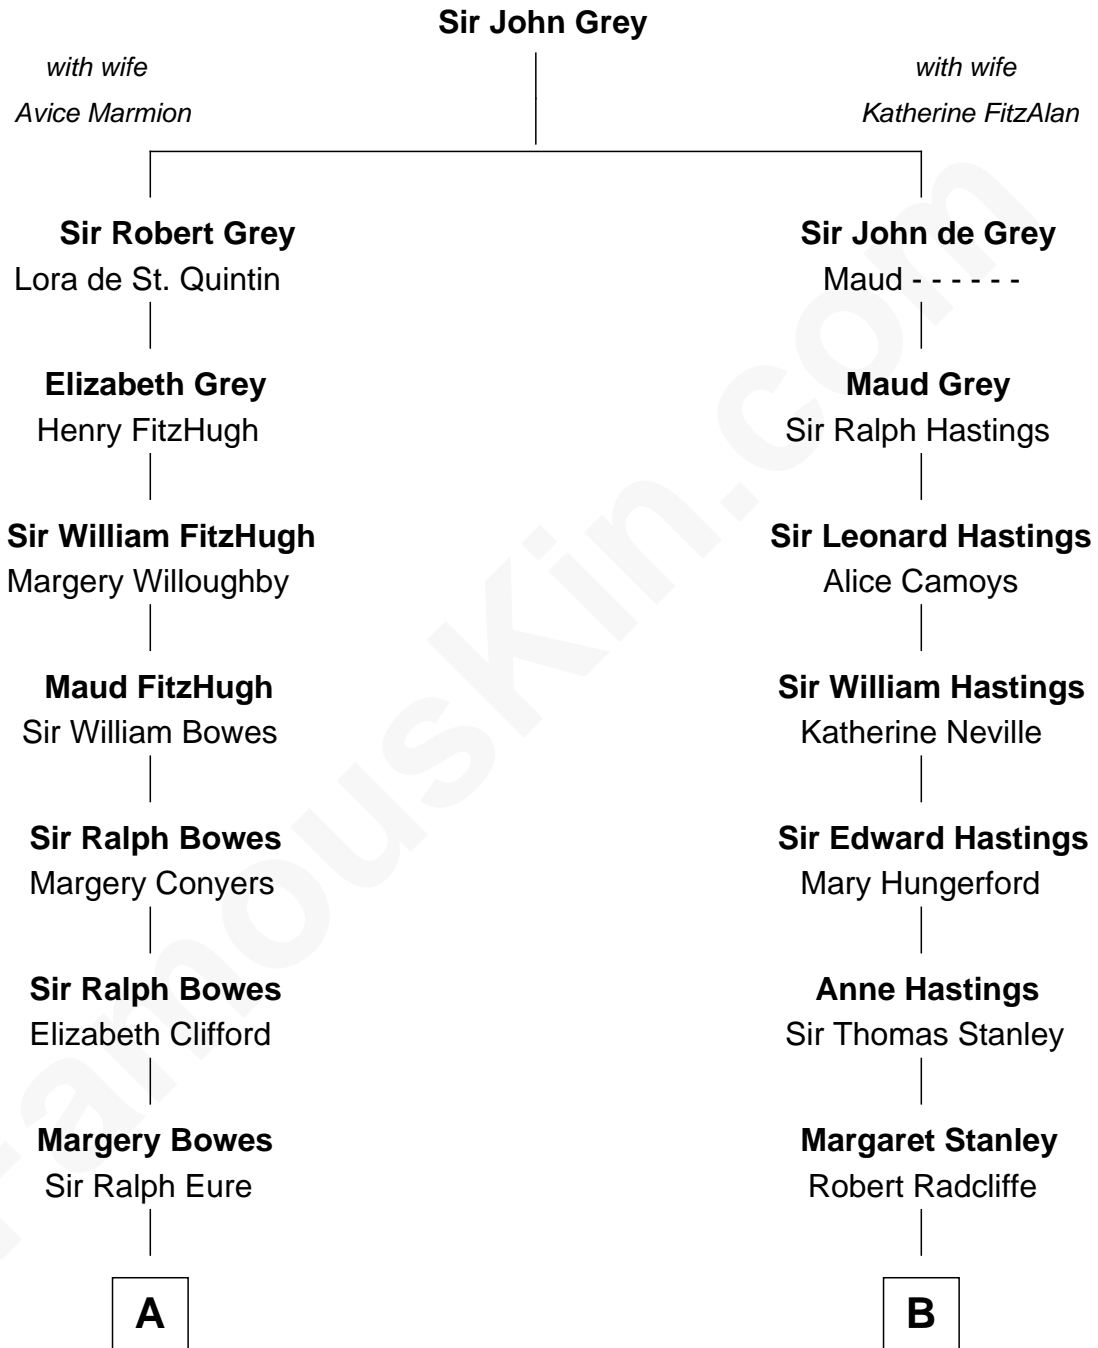 Sir John Grey
with wife
Avice Marmion
with wife
Katherine FitzAlan
Sir Robert Grey
Lora de St. Quintin
Sir John de Grey
Maud - - - - - -
Elizabeth Grey
Henry FitzHugh
Maud Grey
Sir Ralph Hastings
Sir William FitzHugh
Margery Willoughby
Sir Leonard Hastings
Alice Camoys
Maud FitzHugh
Sir William Bowes
Sir William Hastings
Katherine Neville
Sir Ralph Bowes
Margery Conyers
Sir Edward Hastings
Mary Hungerford
Sir Ralph Bowes
Elizabeth Clifford
Anne Hastings
Sir Thomas Stanley
Margery Bowes
Sir Ralph Eure
Margaret Stanley
Robert Radcliffe
A
B
FamousKin.com